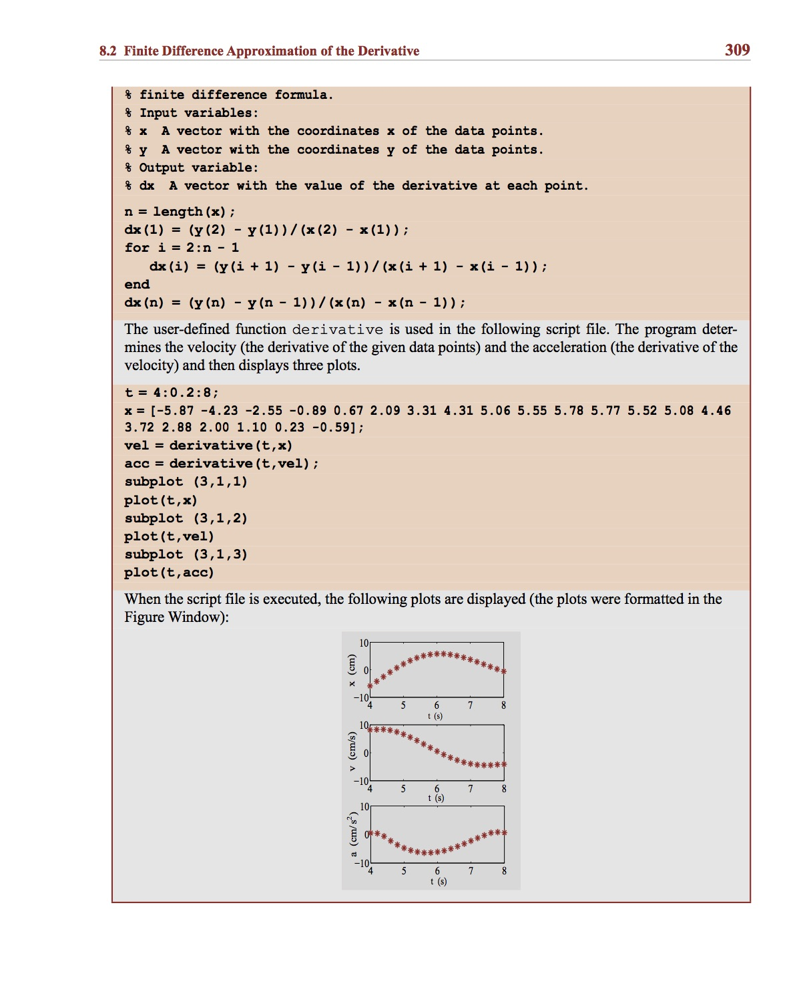 8.2 Finite Difference Approximation of the Derivative 309
% finite difference formula.
% Input variables:
% x  A vector with the coordinates x of the data points.
% y  A vector with the coordinates y of the data points.
% Output variable:
% dx  A vector with the value of the derivative at each point.
n = length(x);
dx(1) = (y(2) - y(1))/(x(2) - x(1));
for i = 2:n - 1
dx(i) = (y(i + 1) - y(i - 1))/(x(i + 1) - x(i - 1));
end
dx(n) = (y(n) - y(n - 1))/(x(n) - x(n - 1));
The user-defined function derivative is used in the following script file. The program deter-
mines the velocity (the derivative of the given data points) and the acceleration (the derivative of the
velocity) and then displays three plots.
t = 4:0.2:8;
x = [-5.87 -4.23 -2.55 -0.89 0.67 2.09 3.31 4.31 5.06 5.55 5.78 5.77 5.52 5.08 4.46
3.72 2.88 2.00 1.10 0.23 -0.59];
vel = derivative(t,x)
acc = derivative(t,vel);
subplot (3,1,1)
plot(t,x)
subplot (3,1,2)
plot(t,vel)
subplot (3,1,3)
plot(t,acc)
When the script file is executed, the following plots are displayed (the plots were formatted in the
Figure Window):
10
x (cm)
0
−10
4 5 6 7 8
t (s)
10
v (cm/s)
0
−10
4 5 6 7 8
t (s)
10
a (cm/s²)
0
−10
4 5 6 7 8
t (s)